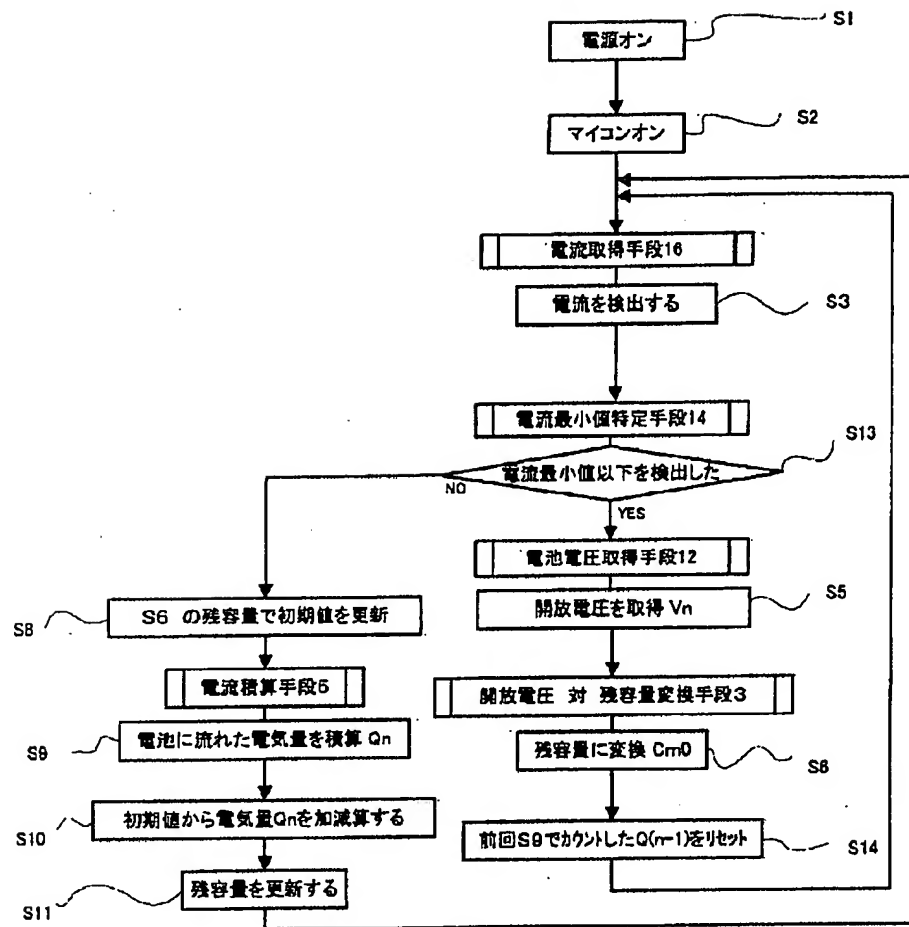 電源オン
S1
マイコンオン
S2
電流取得手段16
電流を検出する
S3
電流最小値特定手段14
電流最小値以下を検出した
S13
NO
YES
電池電圧取得手段12
開放電圧を取得 Vn
S5
開放電圧 対 残容量変換手段3
残容量に変換 Cm0
S6
前回S9でカウントしたQ(n-1)をリセット
S14
S6 の残容量で初期値を更新
S8
電流積算手段5
電池に流れた電気量を積算 Qn
S9
初期値から電気量Qnを加減算する
S10
残容量を更新する
S11